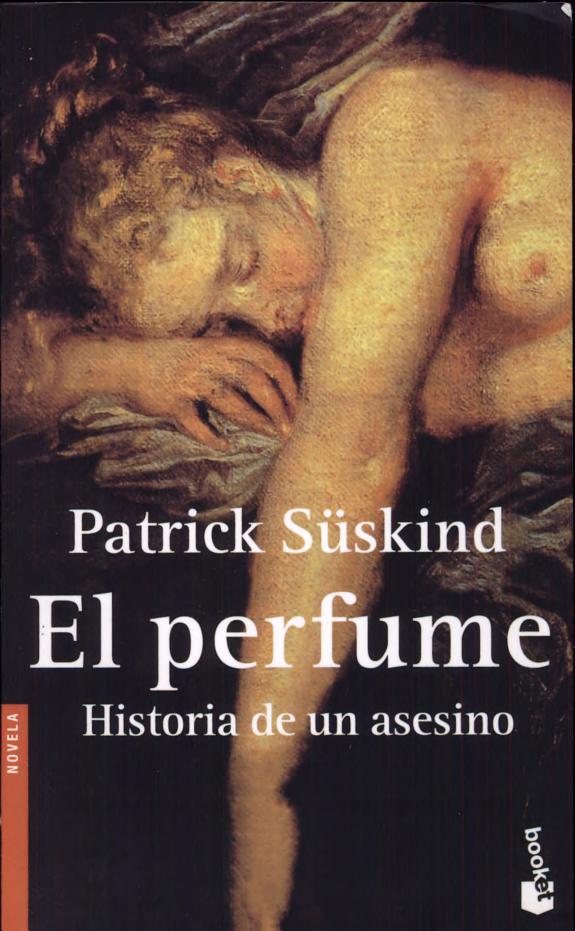 Patrick Süskind
El perfume
Historia de un asesino
NOVELA
booket